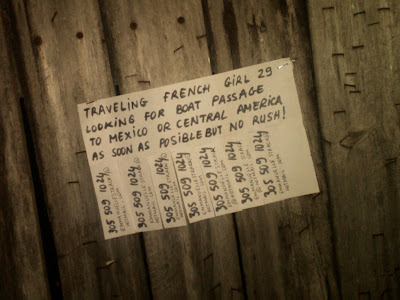 TRAVELING FRENCH GIRL 29
LOOKING FOR BOAT PASSAGE
TO MEXICO OR CENTRAL AMERICA
AS SOON AS POSIBLE BUT NO RUSH!
305 509 1024
305 509 1024
305 509 1024
305 509 1024
305 509 1024
305 509 1024
305 509 1024